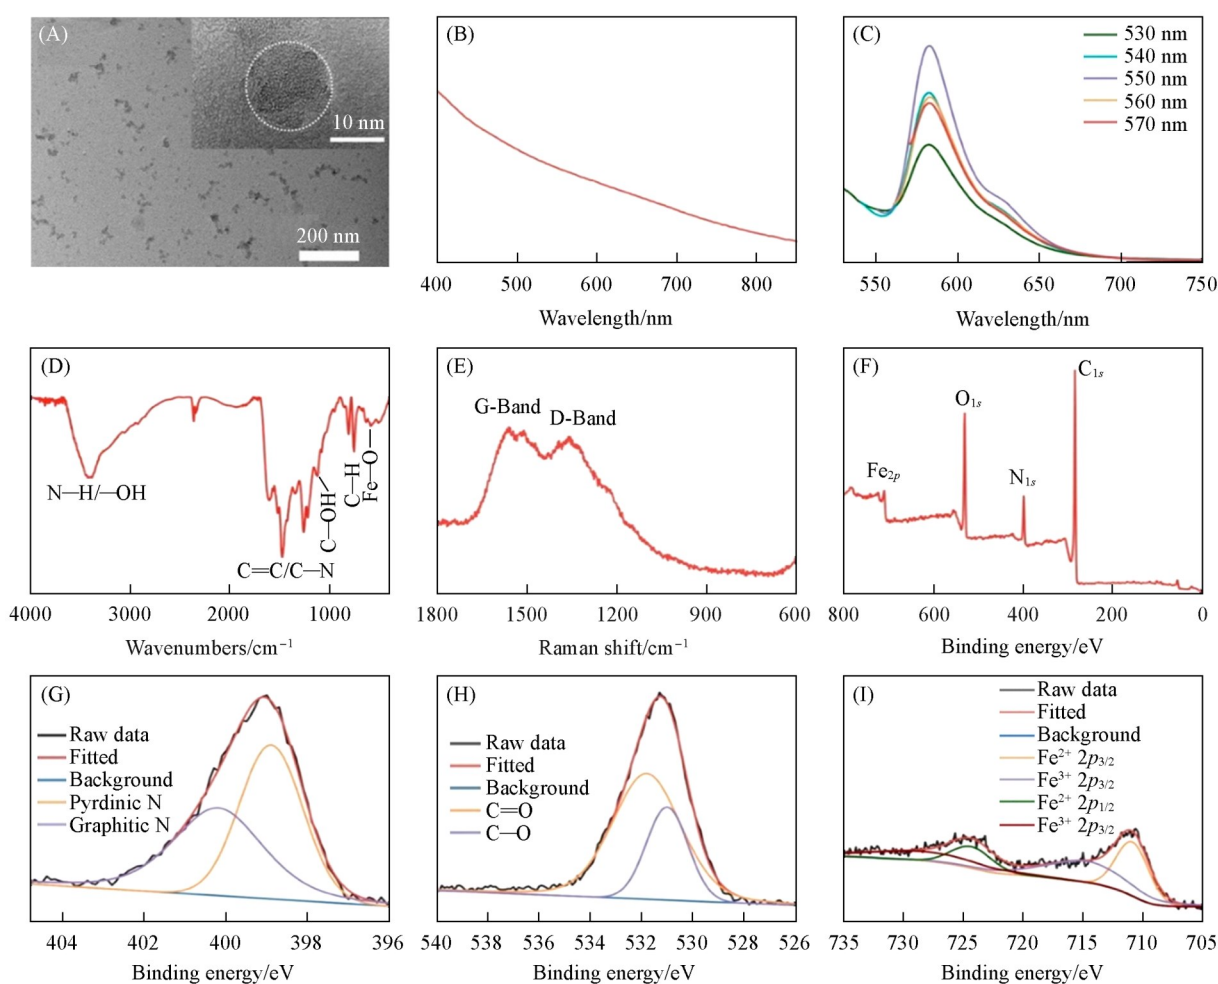 (A)
10 nm
200 nm
(B)
400 500 600 700 800
Wavelength/nm
(C)
530 nm
540 nm
550 nm
560 nm
570 nm
550 600 650 700 750
Wavelength/nm
(D)
N—H/—OH
C=C/C—N
C—OH
C—H
Fe—O—
4000 3000 2000 1000
Wavenumbers/cm⁻¹
(E)
G-Band
D-Band
1800 1500 1200 900 600
Raman shift/cm⁻¹
(F)
Fe2p
O1s
N1s
C1s
800 600 400 200 0
Binding energy/eV
(G)
Raw data
Fitted
Background
Pyrdinic N
Graphitic N
404 402 400 398 396
Binding energy/eV
(H)
Raw data
Fitted
Background
C=O
C—O
540 538 536 534 532 530 528 526
Binding energy/eV
(I)
Raw data
Fitted
Background
Fe²⁺ 2p3/2
Fe³⁺ 2p3/2
Fe²⁺ 2p1/2
Fe³⁺ 2p3/2
735 730 725 720 715 710 705
Binding energy/eV